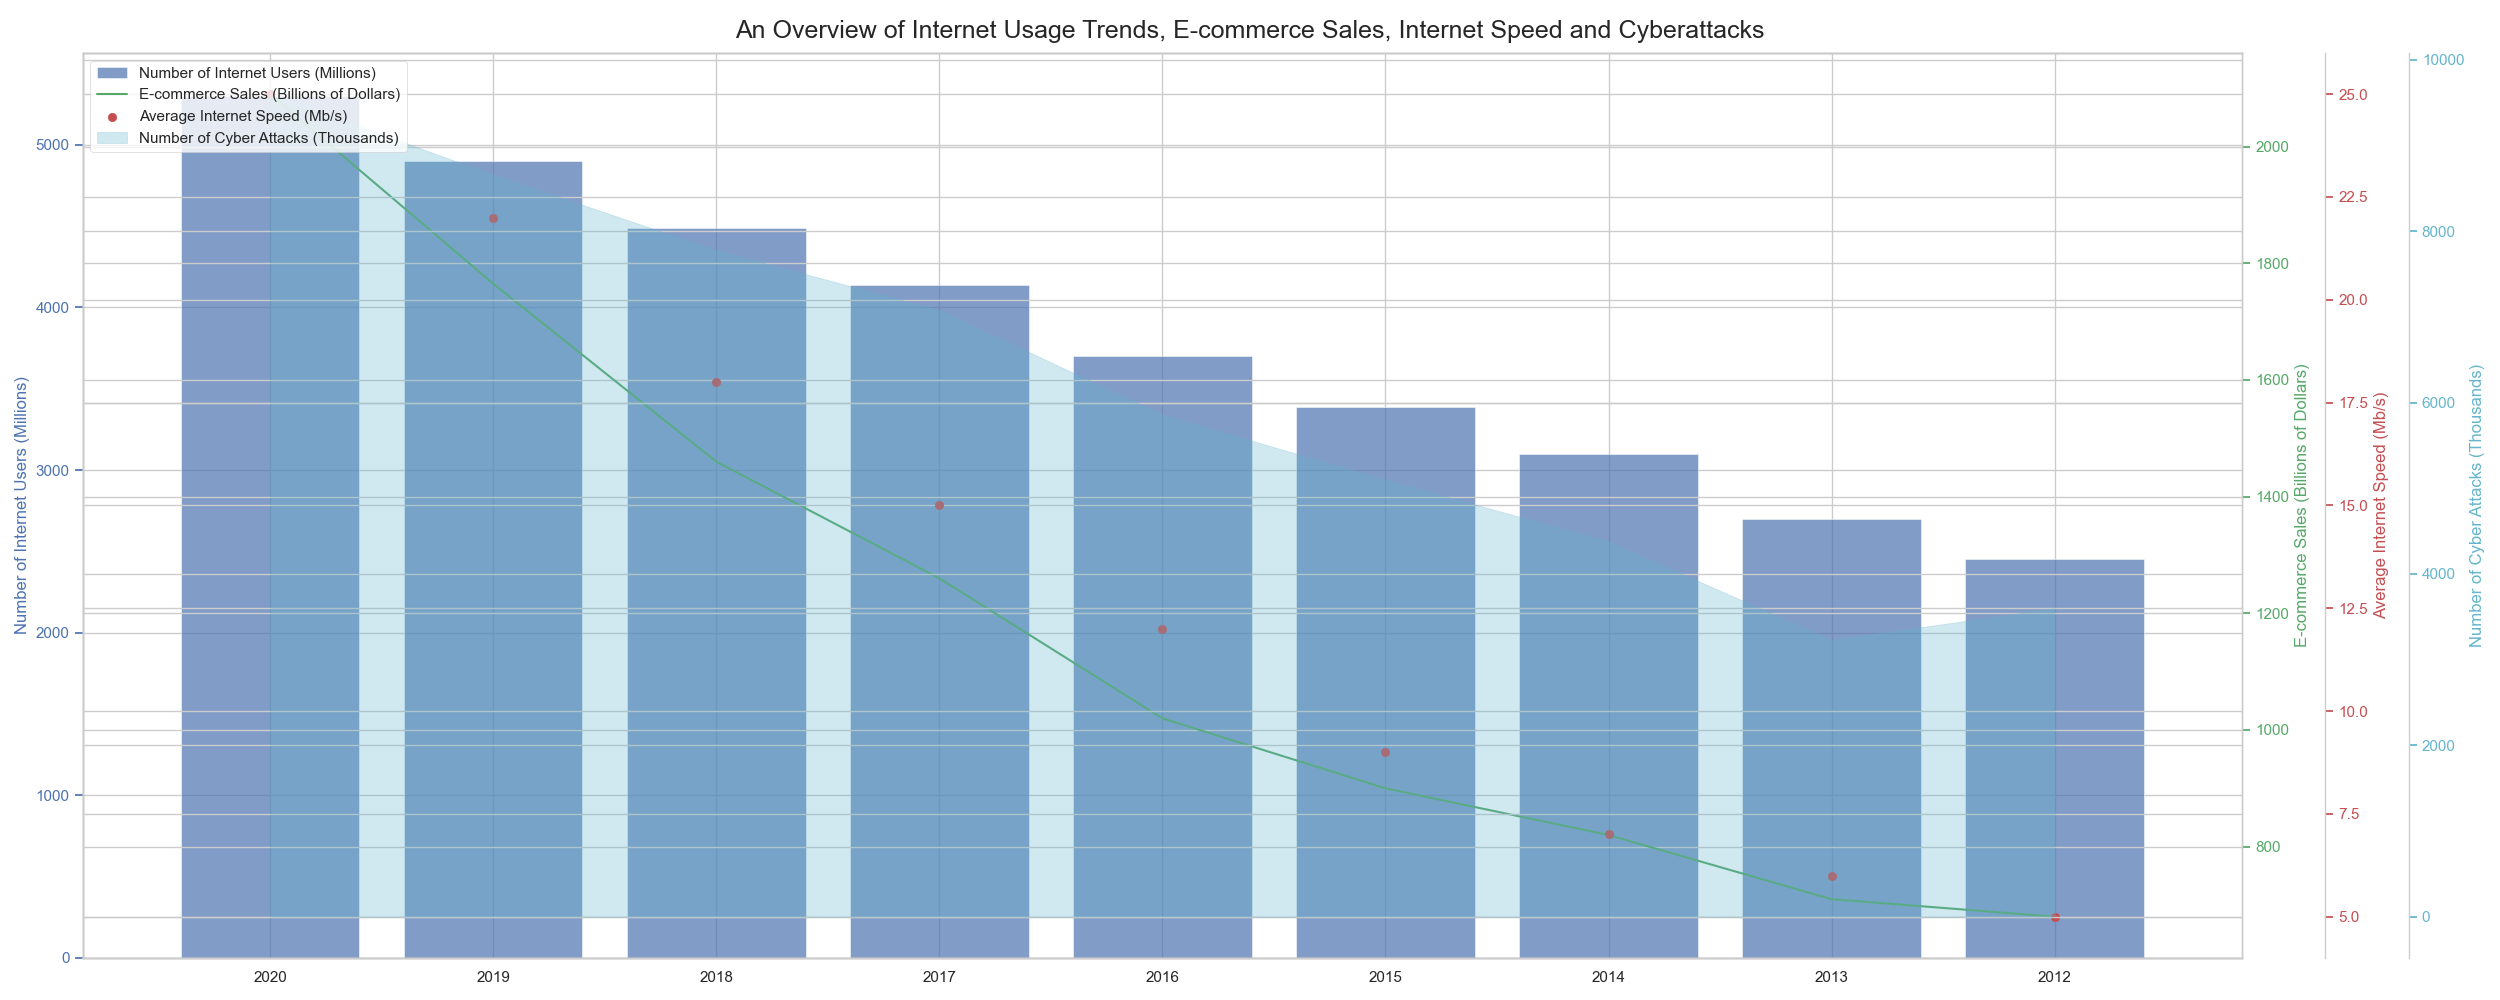 An Overview of Internet Usage Trends, E-commerce Sales, Internet Speed and Cyberattacks
Number of Internet Users (Millions)
E-commerce Sales (Billions of Dollars)
Average Internet Speed (Mb/s)
Number of Cyber Attacks (Thousands)
Number of Internet Users (Millions)
5000
4000
3000
2000
1000
0
2020 2019 2018 2017 2016 2015 2014 2013 2012
2000
1800
1600
1400
1200
1000
800
E-commerce Sales (Billions of Dollars)
25.0
22.5
20.0
17.5
15.0
12.5
10.0
7.5
5.0
Average Internet Speed (Mb/s)
10000
8000
6000
4000
2000
0
Number of Cyber Attacks (Thousands)